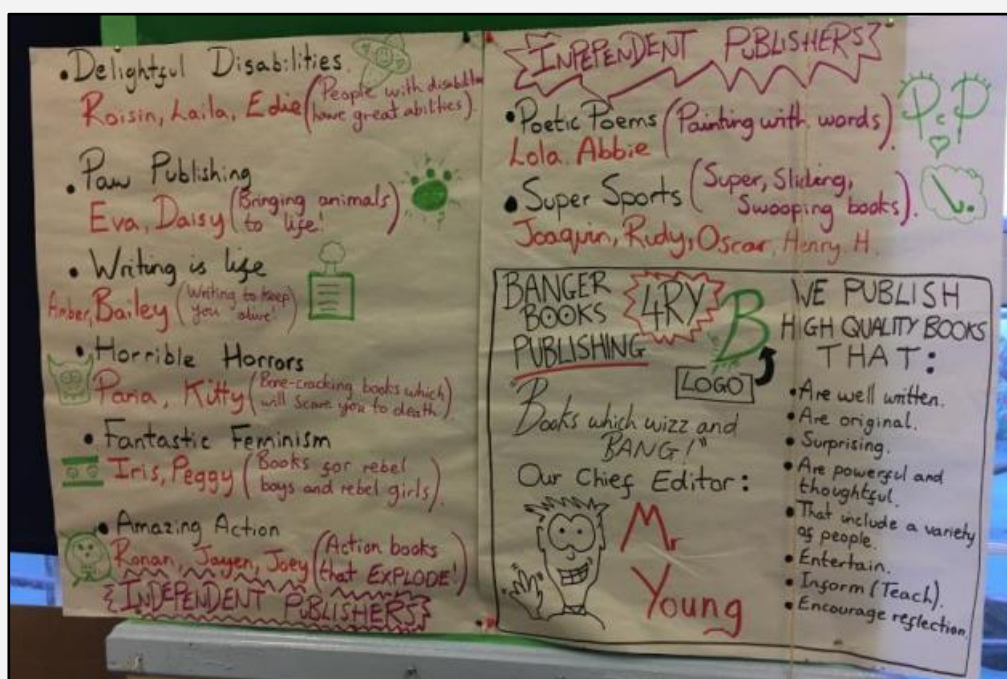 • Delightful Disabilities.
Roisin, Laila, Edie (People with disabilities
have great abilties).
• Paw Publishing
Eva, Daisy (Bringing animals
to life!)
• Writing is life
Amber, Bailey (Writing to keep
you alive!)
• Horrible Horrors
Paria, Kitty (Bone-cracking books which
will scare you to death).
• Fantastic Feminism
Iris, Peggy (Books for rebel
boys and rebel girls).
• Amazing Action
Ronan, Jayen, Joey (Action books
that EXPLODE!)
{INDEPENDENT PUBLISHERS}
INDEPENDENT PUBLISHERS
• Poetic Poems (Painting with words).
Lola. Abbie
PcP
• Super Sports (Super, Sliding,
Swooping books).
Joaquin, Rudy, Oscar, Henry. H.
BANGER
BOOKS
PUBLISHING
4RY
B
LOGO
"Books which wizz and
BANG!"
Our Chief Editor:
Mr
Young
WE PUBLISH
HIGH QUALITY BOOKS
THAT:
• Are well written.
• Are original.
• Surprising.
• Are powerful and
thoughtful.
• That include a variety
of people.
• Entertain.
• Inform (Teach).
• Encourage reflection.